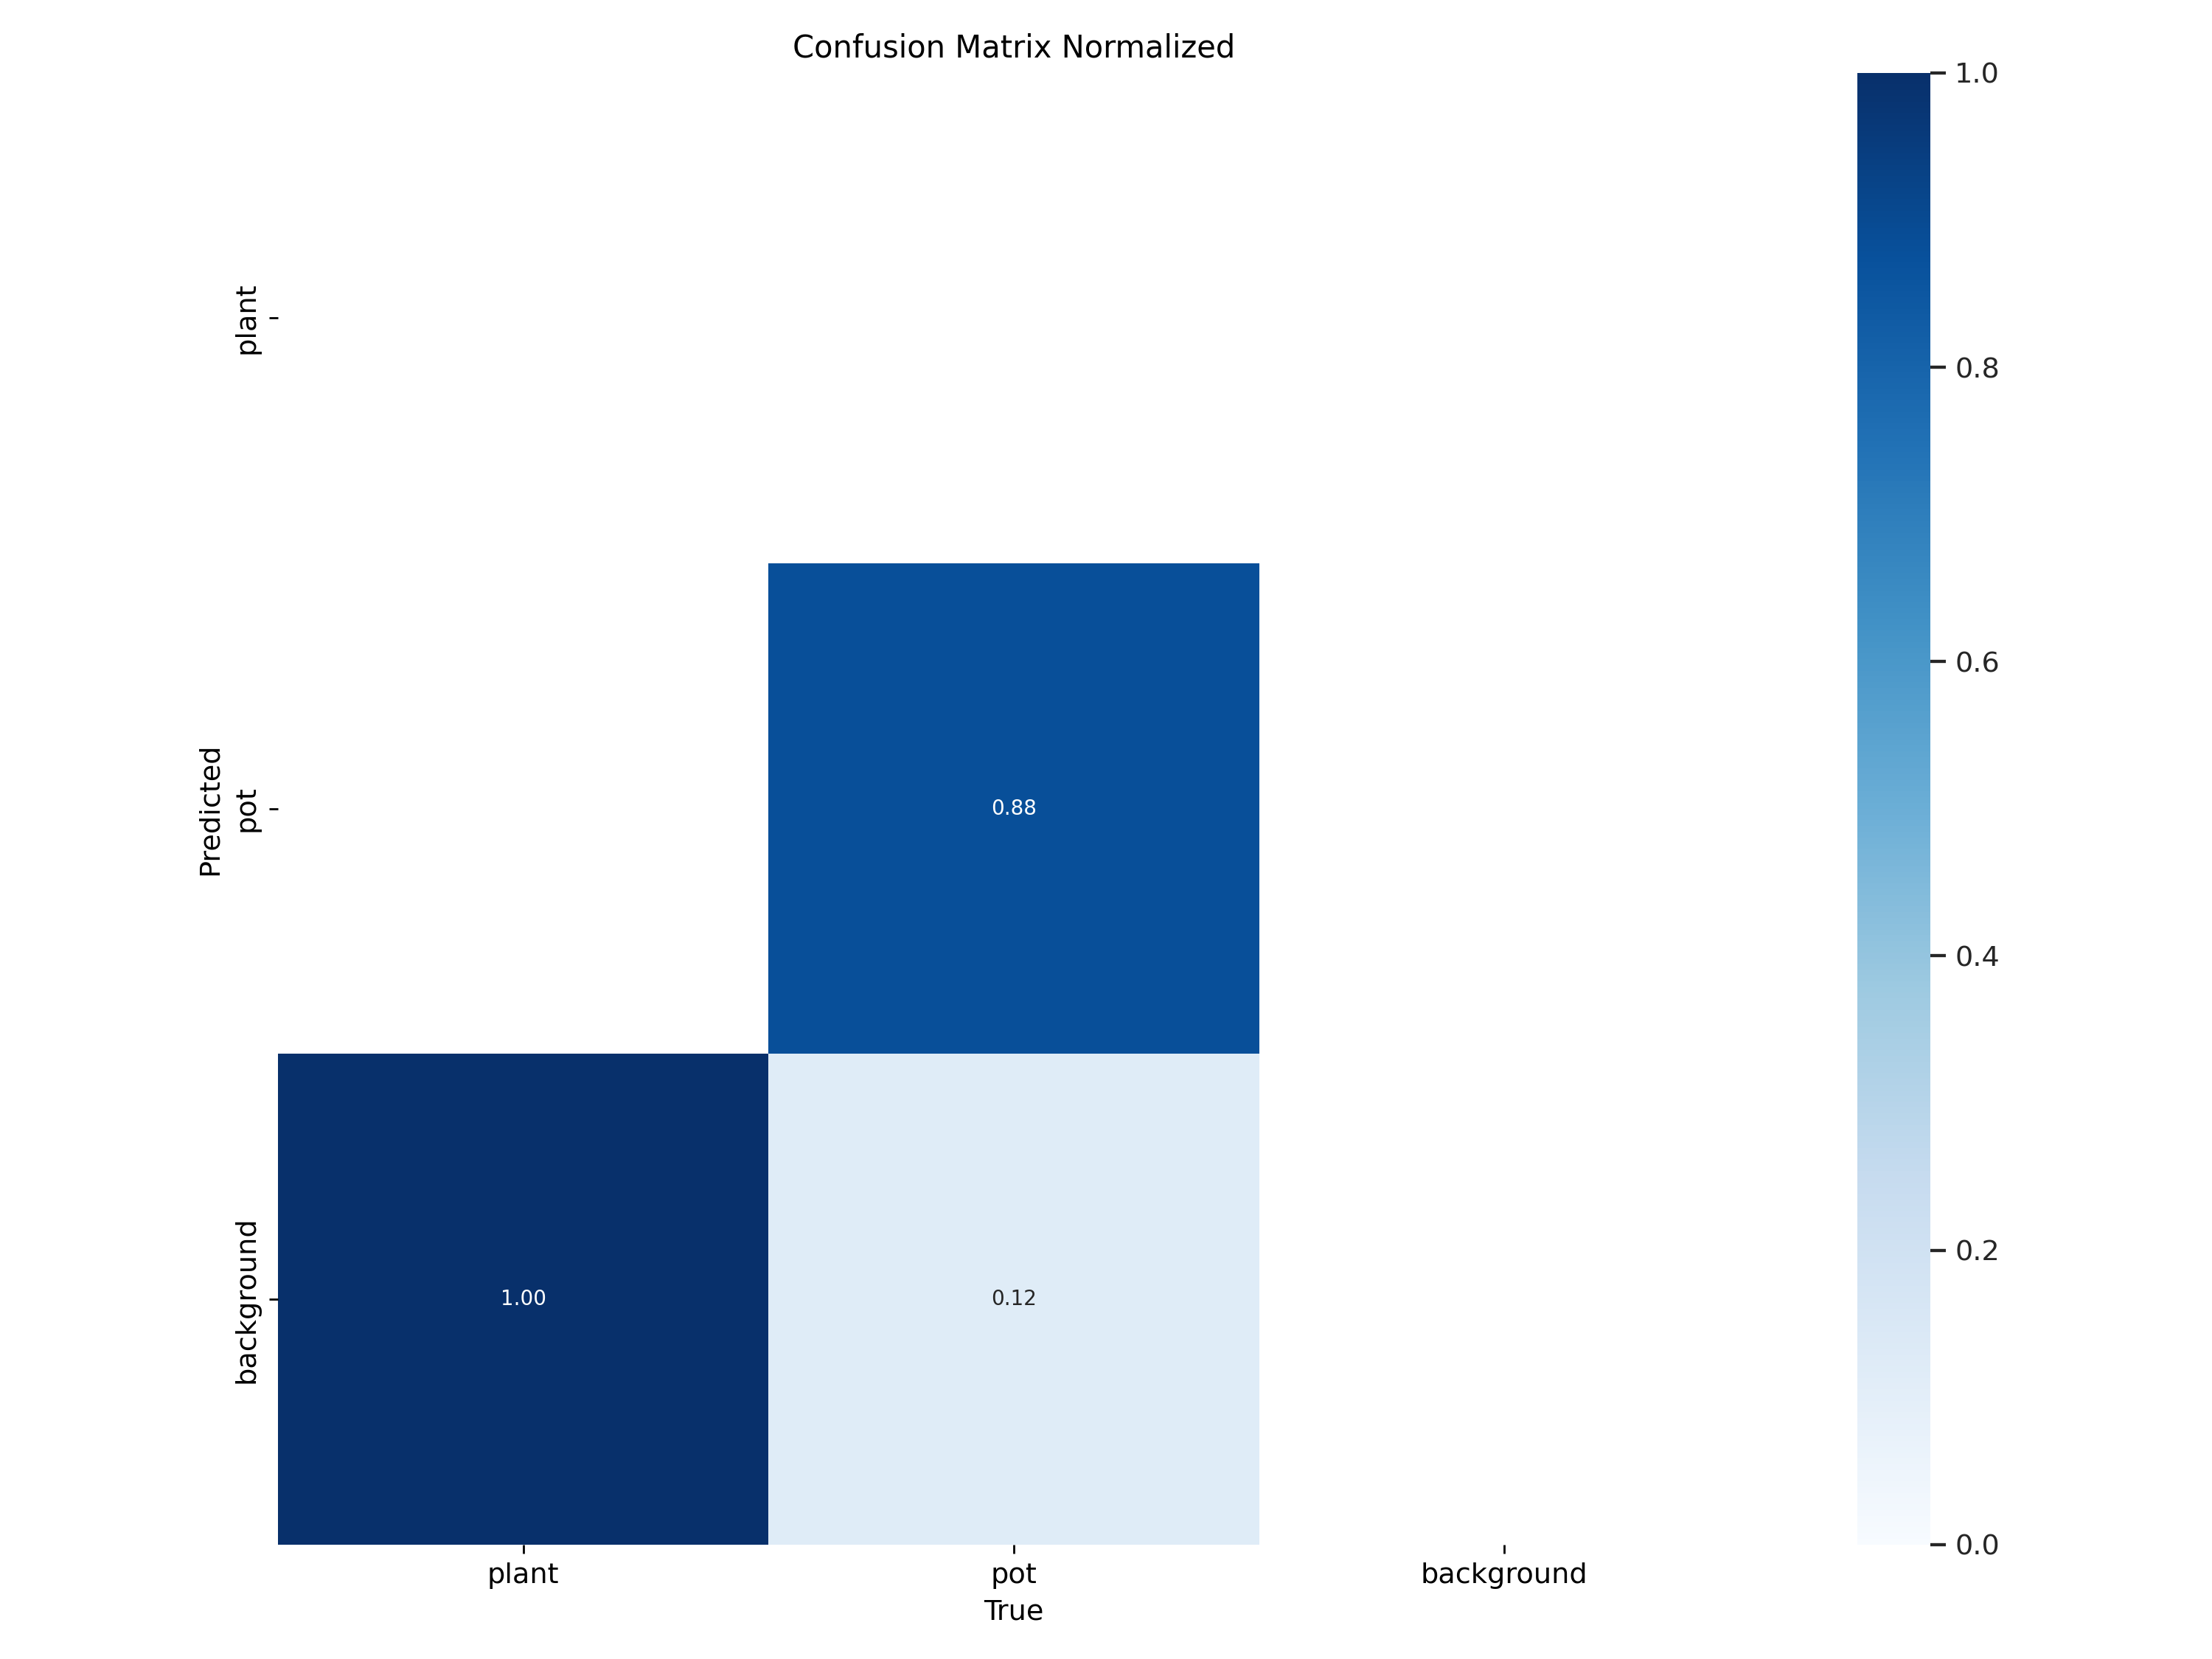 Confusion Matrix Normalized
1.0
0.8
0.6
0.4
0.2
0.0
Predicted
plant
pot
background
0.88
1.00
0.12
plant
pot
background
True